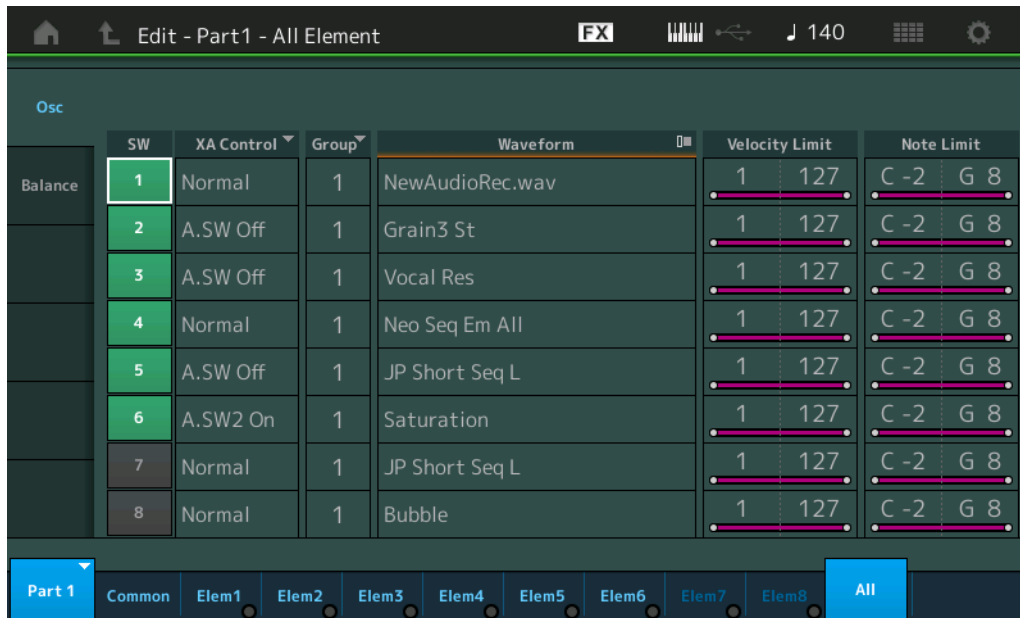 Edit - Part1 - All Element FX ♩ 140
Osc
SW XA Control Group Waveform Velocity Limit Note Limit
Balance
1 Normal 1 NewAudioRec.wav 1 127 C -2 G 8
2 A.SW Off 1 Grain3 St 1 127 C -2 G 8
3 A.SW Off 1 Vocal Res 1 127 C -2 G 8
4 Normal 1 Neo Seq Em All 1 127 C -2 G 8
5 A.SW Off 1 JP Short Seq L 1 127 C -2 G 8
6 A.SW2 On 1 Saturation 1 127 C -2 G 8
7 Normal 1 JP Short Seq L 1 127 C -2 G 8
8 Normal 1 Bubble 1 127 C -2 G 8
Part 1 Common Elem1 Elem2 Elem3 Elem4 Elem5 Elem6 Elem7 Elem8 All